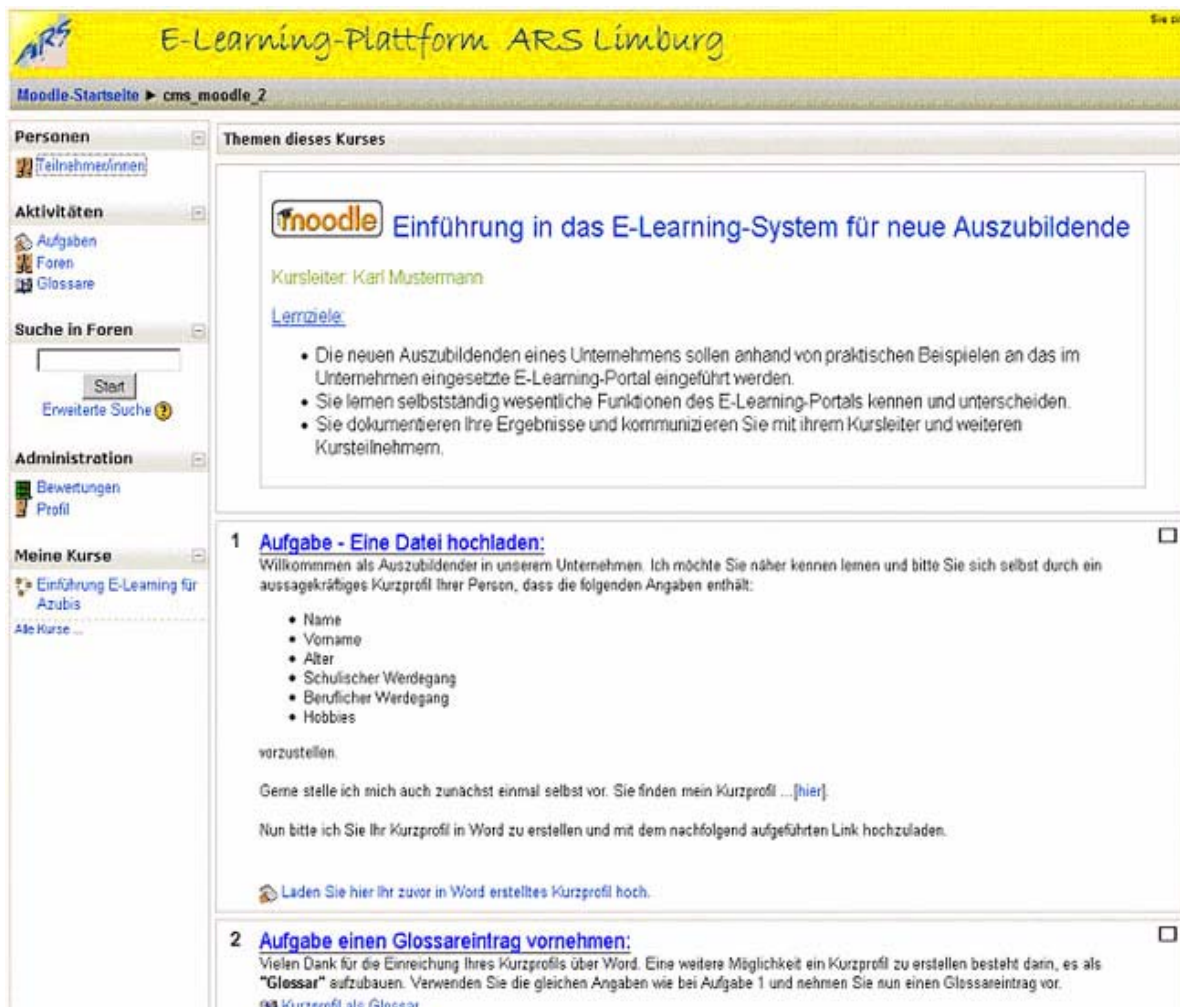 ARS
E-Learning-Plattform ARS Limburg
Moodle-Startseite ► cms_moodle_2
Personen
Teilnehmer/innen
Aktivitäten
Aufgaben
Foren
Glossare
Suche in Foren
Start
Erweiterte Suche
Administration
Bewertungen
Profil
Meine Kurse
Einführung E-Learning für
Azubis
Alle Kurse ...
Themen dieses Kurses
moodle Einführung in das E-Learning-System für neue Auszubildende
Kursleiter: Karl Mustermann
Lernziele:
• Die neuen Auszubildenden eines Unternehmens sollen anhand von praktischen Beispielen an das im
Unternehmen eingesetzte E-Learning-Portal eingeführt werden.
• Sie lernen selbstständig wesentliche Funktionen des E-Learning-Portals kennen und unterscheiden.
• Sie dokumentieren Ihre Ergebnisse und kommunizieren Sie mit ihrem Kursleiter und weiteren
Kursteilnehmern.
1 Aufgabe - Eine Datei hochladen:
Willkommmen als Auszubildender in unserem Unternehmen. Ich möchte Sie näher kennen lernen und bitte Sie sich selbst durch ein
aussagekräftiges Kurzprofil Ihrer Person, dass die folgenden Angaben enthält:
• Name
• Vorname
• Alter
• Schulischer Werdegang
• Beruflicher Werdegang
• Hobbies
vorzustellen.
Gerne stelle ich mich auch zunächst einmal selbst vor. Sie finden mein Kurzprofil ...[hier].
Nun bitte ich Sie Ihr Kurzprofil in Word zu erstellen und mit dem nachfolgend aufgeführten Link hochzuladen.
Laden Sie hier Ihr zuvor in Word erstelltes Kurzprofil hoch.
2 Aufgabe einen Glossareintrag vornehmen:
Vielen Dank für die Einreichung Ihres Kurzprofils über Word. Eine weitere Möglichkeit ein Kurzprofil zu erstellen besteht darin, es als
"Glossar" aufzubauen. Verwenden Sie die gleichen Angaben wie bei Aufgabe 1 und nehmen Sie nun einen Glossareintrag vor.
Kurzprofil als Glossar